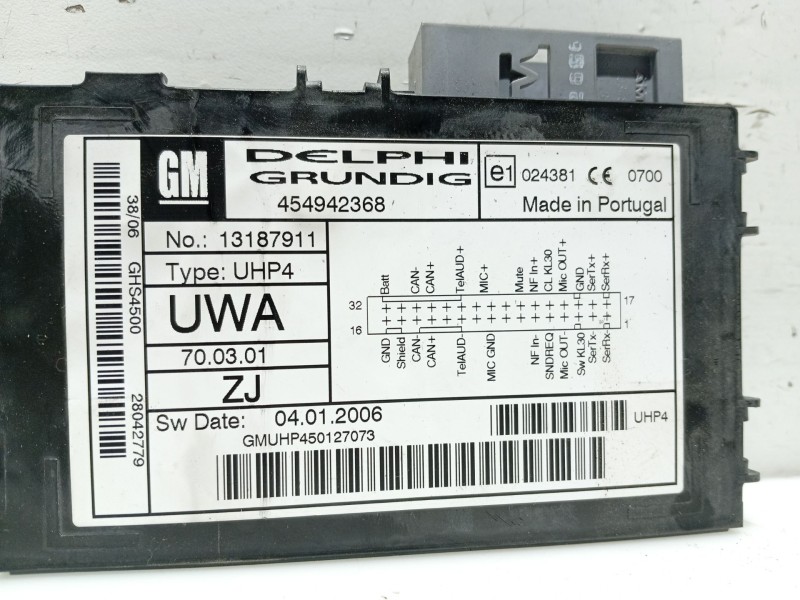 GM
DELPHI
GRUNDIG
454942368
e1 024381 CE 0700
Made in Portugal
No.: 13187911
Type: UHP4
UWA
70.03.01
ZJ
Sw Date: 04.01.2006
GMUHP450127073
UHP4
38/06 GHS4500 28042779
Batt
CAN-
CAN+
TelAUD+
MIC+
Mute
NF In+
CL KL30
Mic OUT+
GND
SerTx+
SerRx+
32
17
16
1
GND
Shield
CAN-
CAN+
TelAUD-
MIC GND
NF In-
SNDREQ
Mic OUT-
Sw KL30
SerTx-
SerRx-